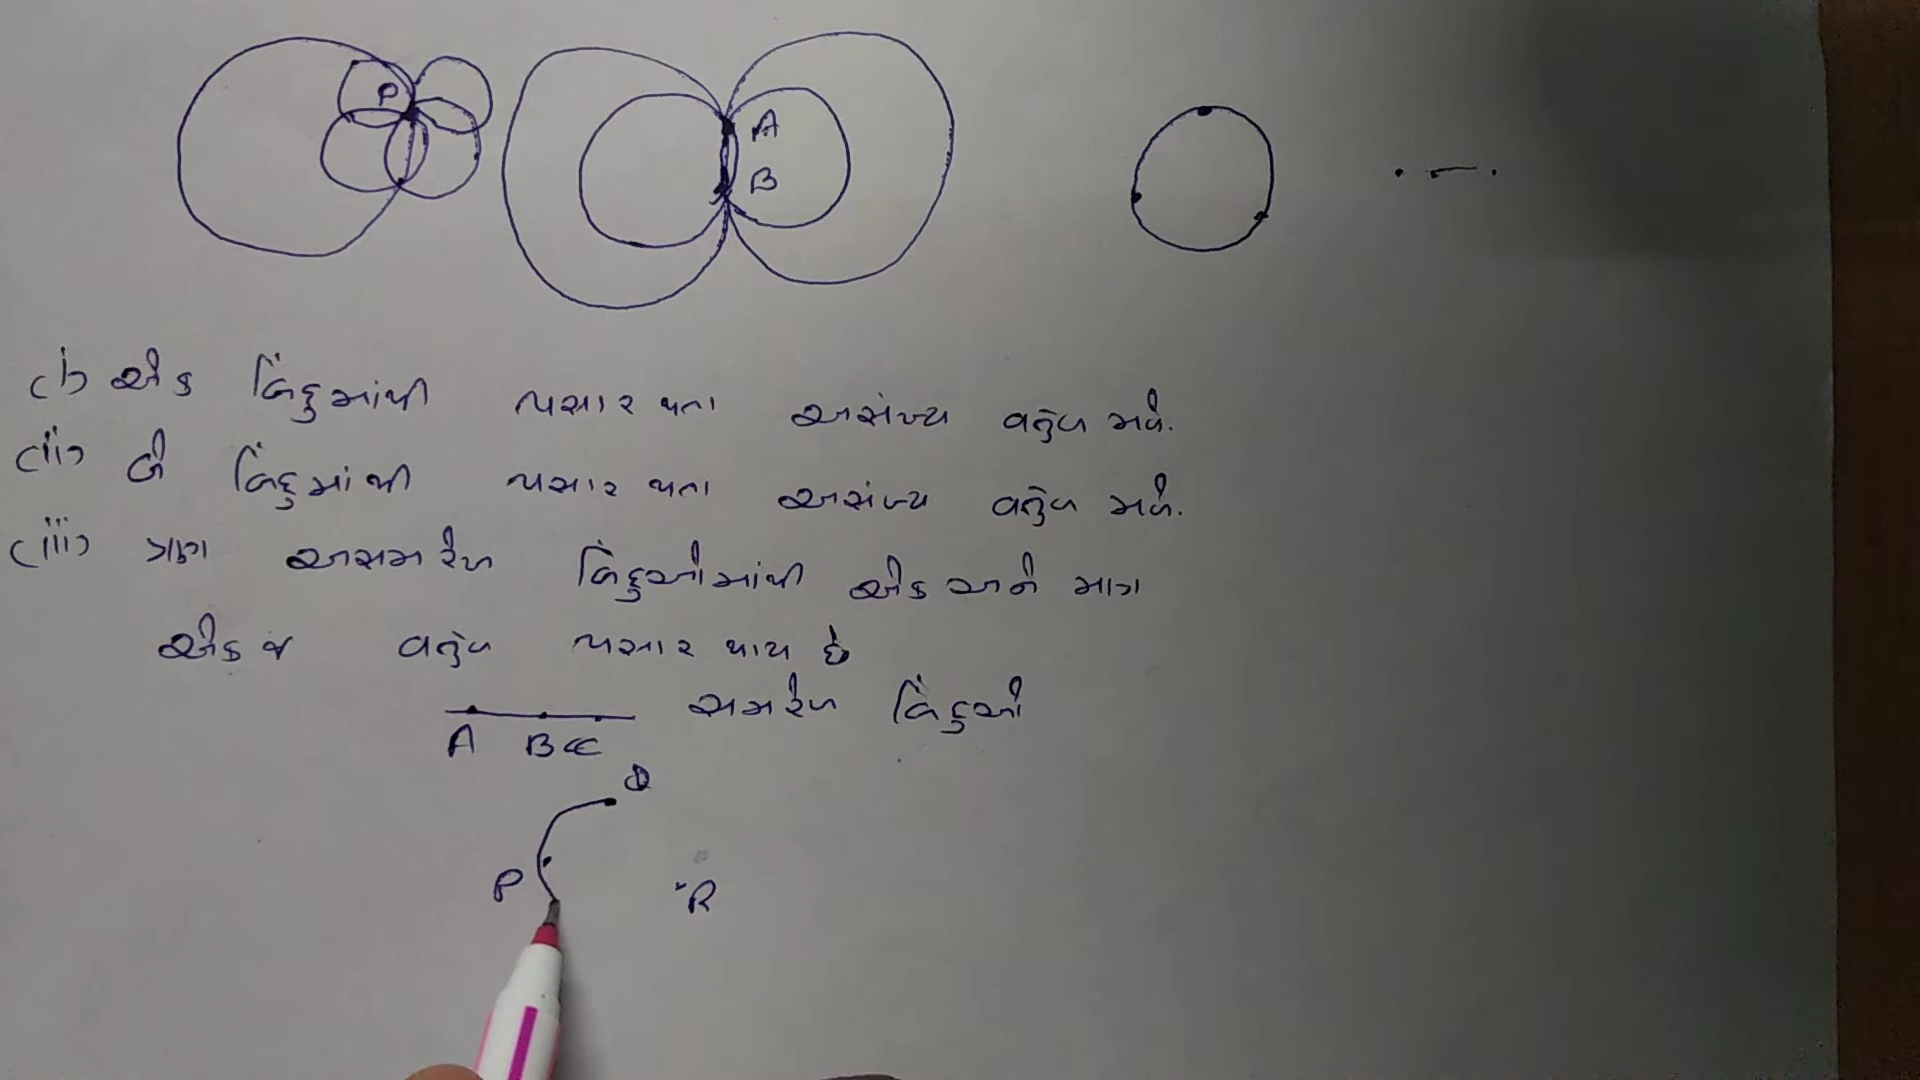 P
A
B
(i) એક બિંદુમાંથી પસાર થતા અસંખ્ય વર્તુળ મળે.
(ii) બે બિંદુમાંથી પસાર થતા અસંખ્ય વર્તુળ મળે.
(iii) ત્રણ અસમરેખ બિંદુઓમાંથી એક અને માત્ર
એક જ વર્તુળ પસાર થાય છે
સમરેખ બિંદુઓ
A B C
Q
P R